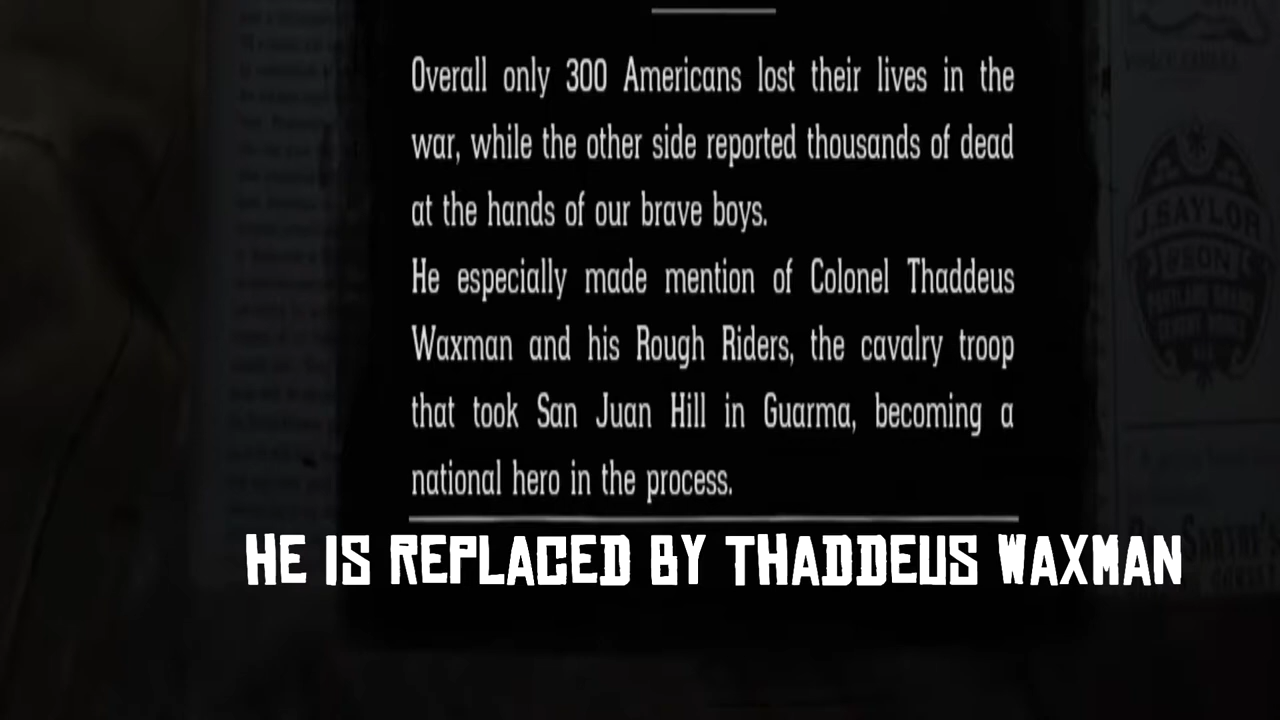 Overall only 300 Americans lost their lives in the
war, while the other side reported thousands of dead
at the hands of our brave boys.
He especially made mention of Colonel Thaddeus
Waxman and his Rough Riders, the cavalry troop
that took San Juan Hill in Guarma, becoming a
national hero in the process.
HE IS REPLACED BY THADDEUS WAXMAN
J. SAYLOR
& SON